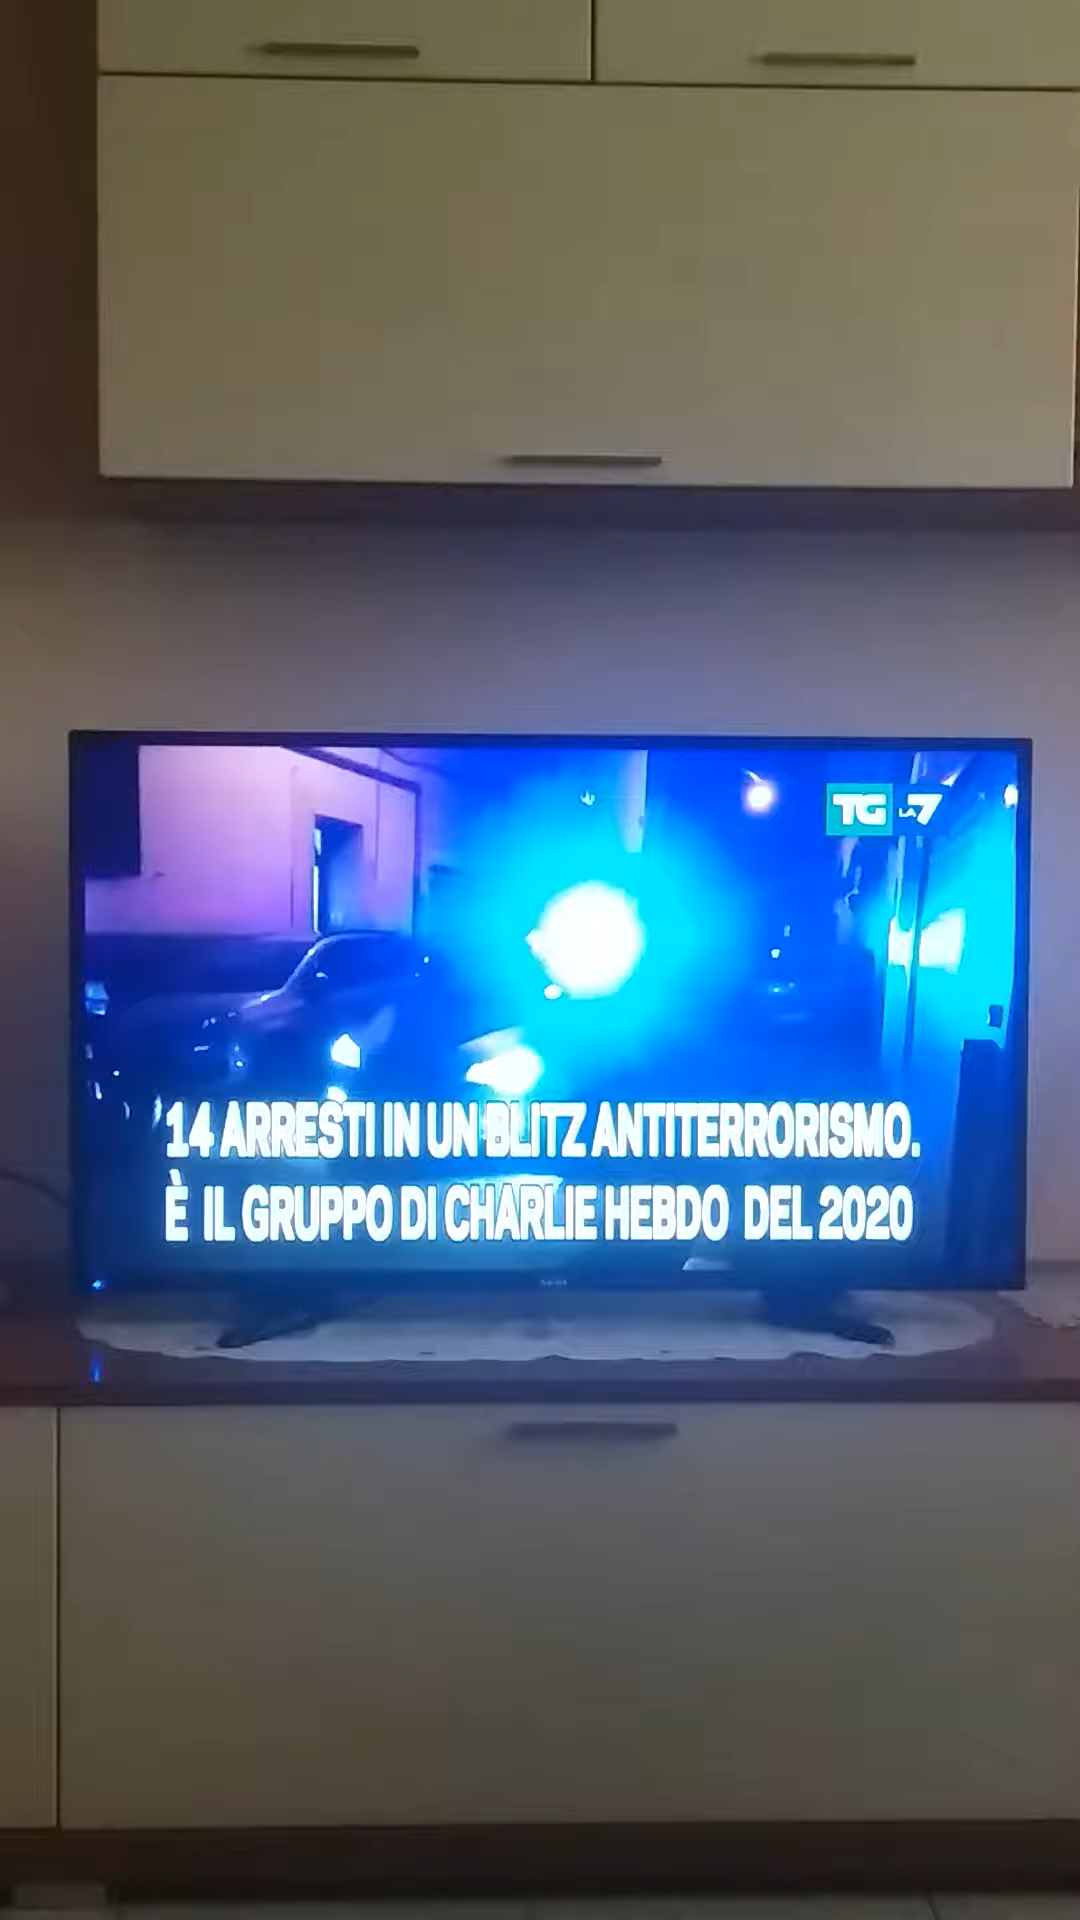 TG LA7
14 ARRESTI IN UN BLITZ ANTITERRORISMO.
È IL GRUPPO DI CHARLIE HEBDO DEL 2020